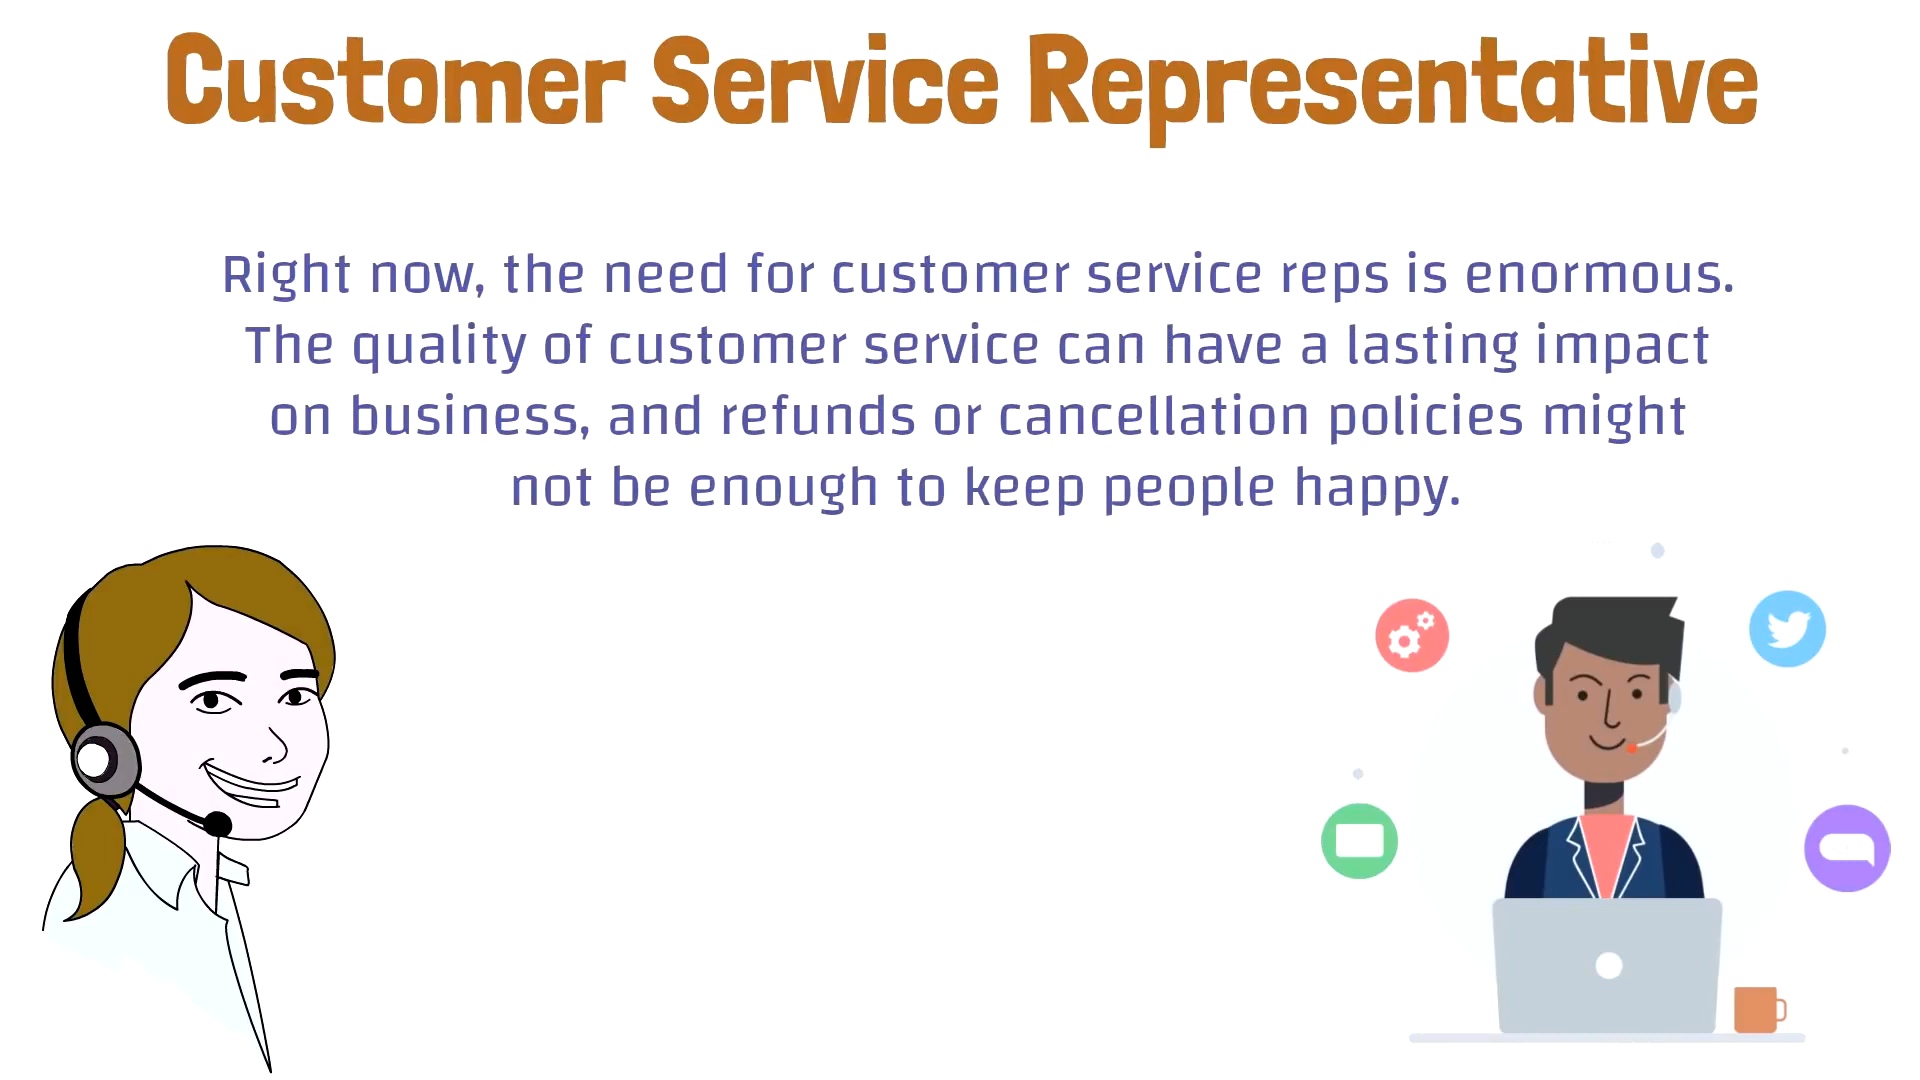 Customer Service Representative
Right now, the need for customer service reps is enormous.
The quality of customer service can have a lasting impact
on business, and refunds or cancellation policies might
not be enough to keep people happy.